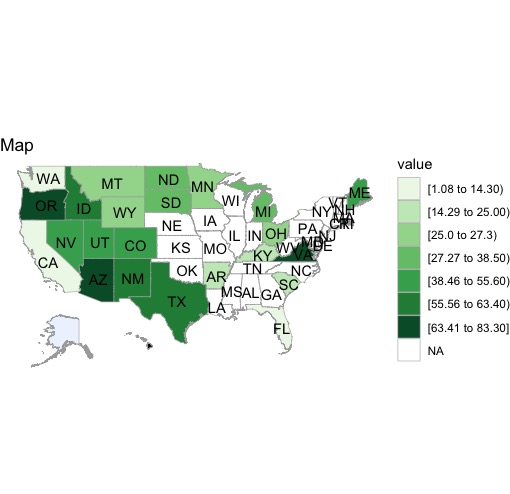 Map
value
[1.08 to 14.30)
[14.29 to 25.00)
[25.0 to 27.3)
[27.27 to 38.50)
[38.46 to 55.60)
[55.56 to 63.40)
[63.41 to 83.30]
NA
WA
MT
ND
MN
ME
OR
ID
WY
SD
WI
MI
NY
VT
NH
MA
NV
UT
CO
NE
IA
IL
IN
OH
PA
NJ
MD
DE
CA
KS
MO
KY
WV
VA
AZ
NM
OK
AR
TN
NC
SC
TX
LA
MS
AL
GA
FL